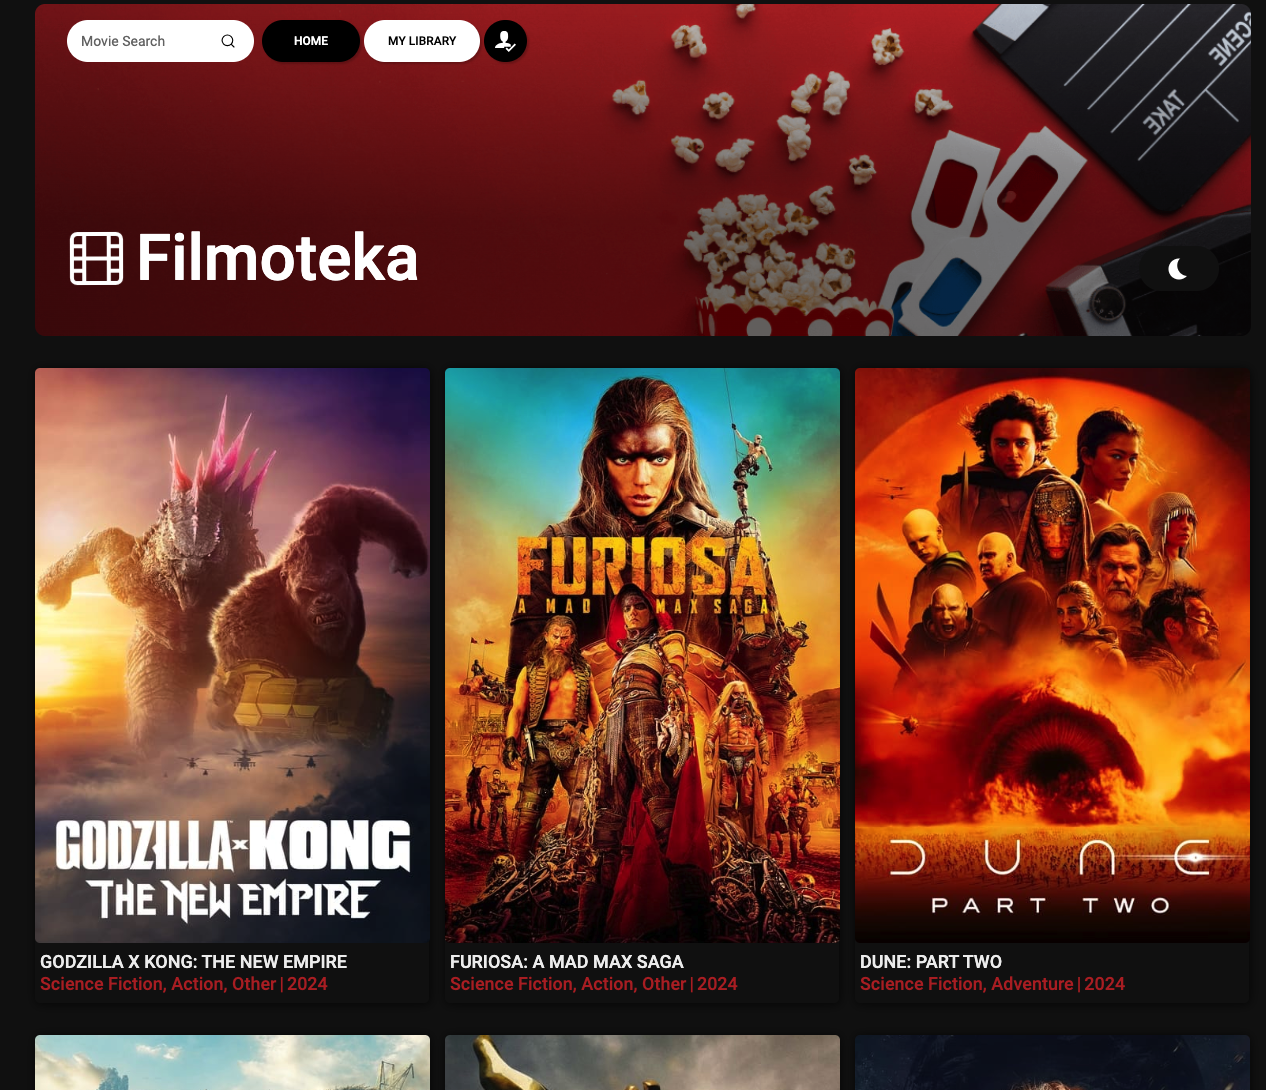 Movie Search
HOME
MY LIBRARY
SCENE
TAKE
Filmoteka
FURIOSA
A MAD MAX SAGA
GODZILLA x KONG
THE NEW EMPIRE
DUNE
PART TWO
GODZILLA X KONG: THE NEW EMPIRE
Science Fiction, Action, Other | 2024
FURIOSA: A MAD MAX SAGA
Science Fiction, Action, Other | 2024
DUNE: PART TWO
Science Fiction, Adventure | 2024